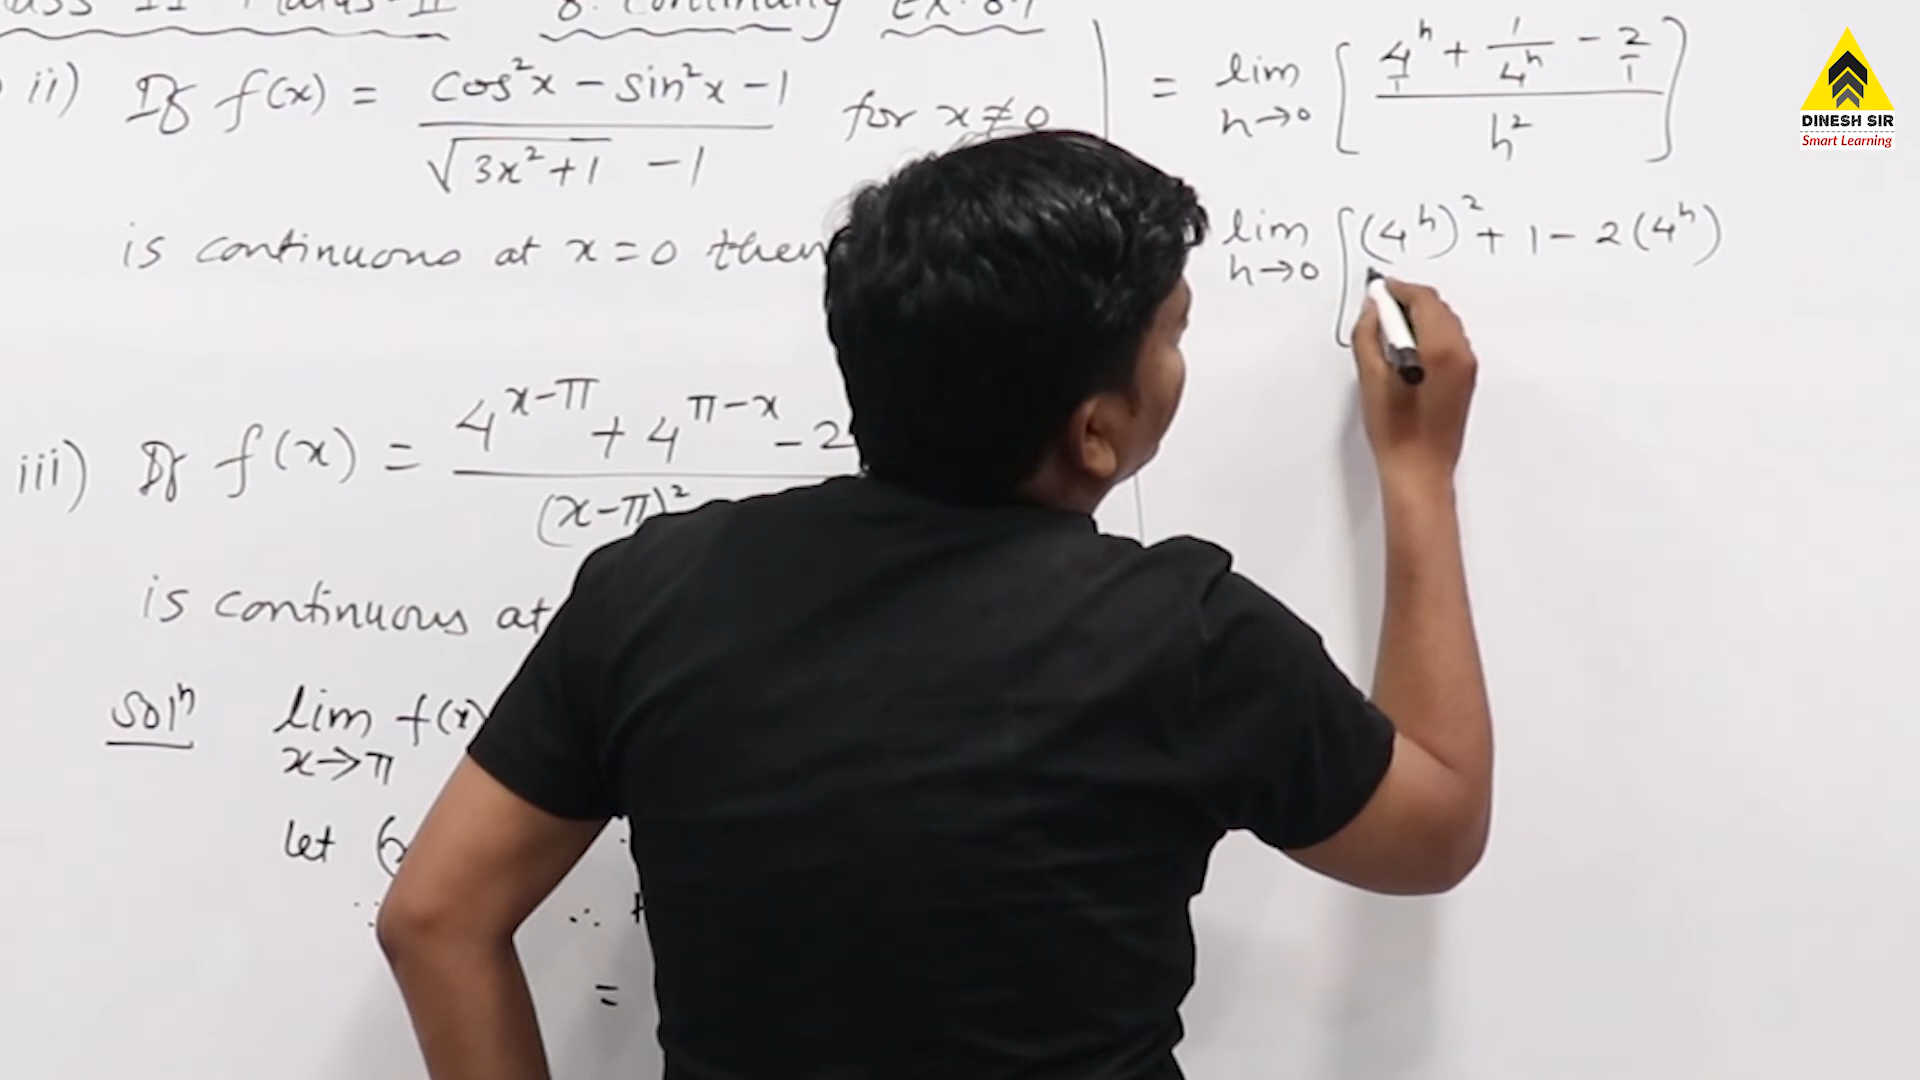 8. Continuity Ex. 8.1
ii) If f(x) = cos²x - sin²x - 1 for x ≠ 0
√3x²+1 - 1
is continuous at x = 0 then
iii) If f(x) = 4^x-π + 4^π-x - 2
(x-π)²
is continuous at
Solⁿ lim f(x)
x→π
let (x
∴
=
= lim [ 4^h/1 + 1/4^h - 2/1
h→0 h² ]
lim [ (4^h)² + 1 - 2(4^h)
h→0
DINESH SIR
Smart Learning